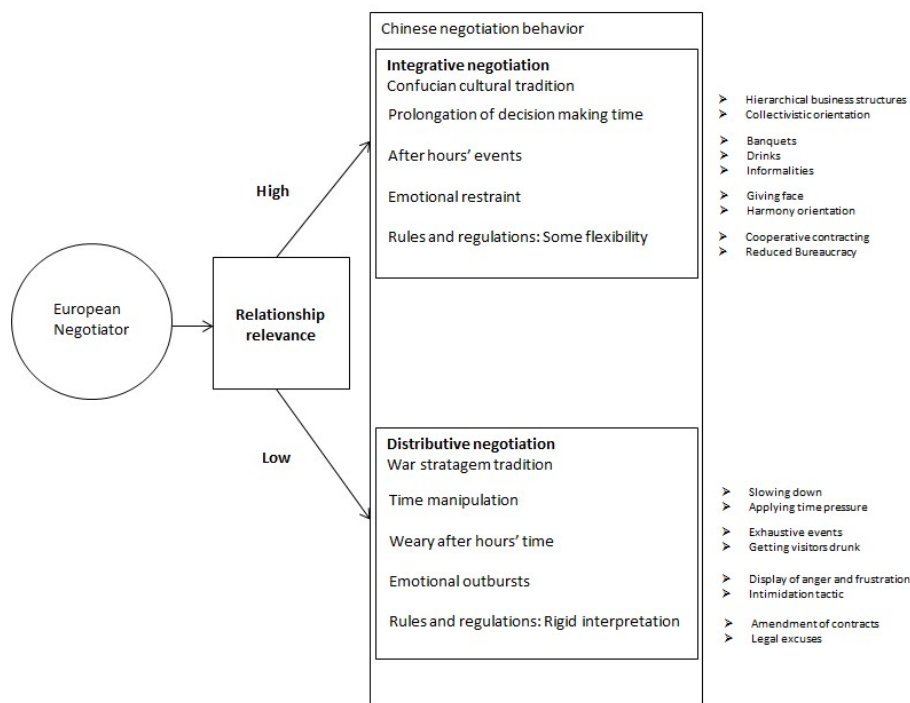 Chinese negotiation behavior
Integrative negotiation
Confucian cultural tradition
Prolongation of decision making time
After hours' events
Emotional restraint
Rules and regulations: Some flexibility
Hierarchical business structures
Collectivistic orientation
Banquets
Drinks
Informalities
Giving face
Harmony orientation
Cooperative contracting
Reduced Bureaucracy
High
European
Negotiator
Relationship
relevance
Low
Distributive negotiation
War stratagem tradition
Time manipulation
Weary after hours' time
Emotional outbursts
Rules and regulations: Rigid interpretation
Slowing down
Applying time pressure
Exhaustive events
Getting visitors drunk
Display of anger and frustration
Intimidation tactic
Amendment of contracts
Legal excuses